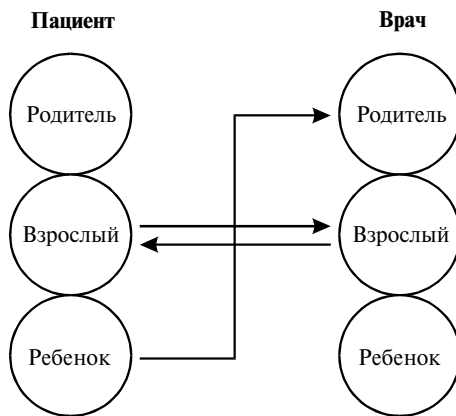 Пациент
Врач
Родитель
Родитель
Взрослый
Взрослый
Ребенок
Ребенок